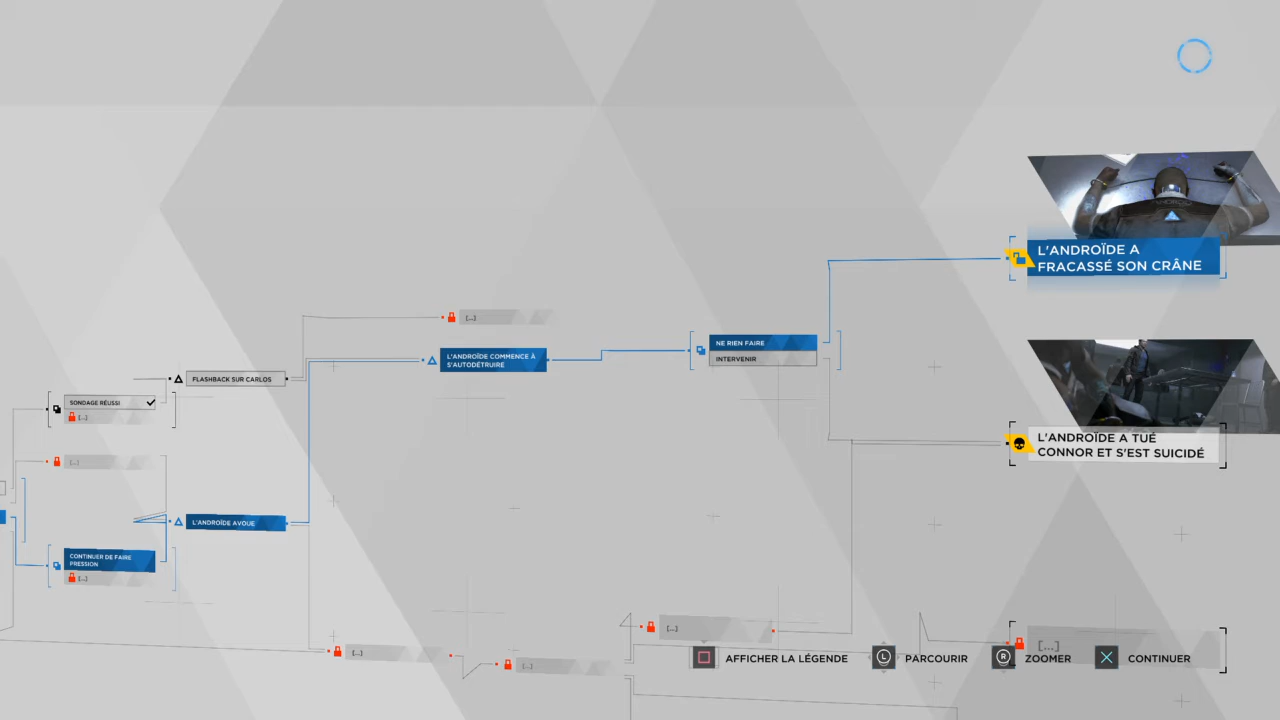 L'ANDROÏDE A
FRACASSÉ SON CRÂNE
[...]
NE RIEN FAIRE
INTERVENIR
L'ANDROÏDE COMMENCE À
S'AUTODÉTRUIRE
FLASHBACK SUR CARLOS
SONDAGE RÉUSSI
[...]
L'ANDROÏDE A TUÉ
CONNOR ET S'EST SUICIDÉ
[...]
L'ANDROÏDE AVOUE
CONTINUER DE FAIRE
PRESSION
[...]
[...]
[...]
[...]
[...]
AFFICHER LA LÉGENDE
L
PARCOURIR
R
ZOOMER
CONTINUER